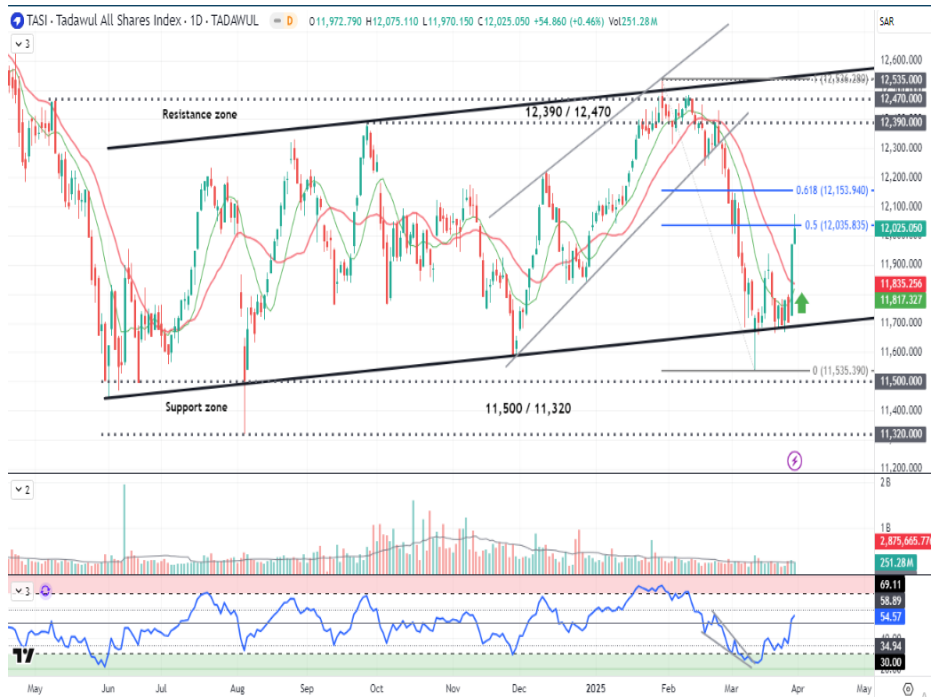 TASI · Tadawul All Shares Index · 1D · TADAWUL D O11,972.790 H12,075.110 L11,970.150 C12,025.050 +54.860 (+0.46%) Vol251.28M
SAR
3
12,600.000
12,535.000
12,470.000
Resistance zone
12,390 / 12,470
12,390.000
12,300.000
12,200.000
0.618 (12,153.940)
12,100.000
0.5 (12,035.835)
12,025.050
11,900.000
11,835.256
11,817.327
11,700.000
11,600.000
0 (11,535.390)
11,500.000
Support zone
11,500 / 11,320
11,400.000
11,320.000
11,200.000
2
2B
1B
2,875,665.770
251.28M
3
69.11
58.89
54.57
34.94
30.00
May Jun Jul Aug Sep Oct Nov Dec 2025 Feb Mar Apr May